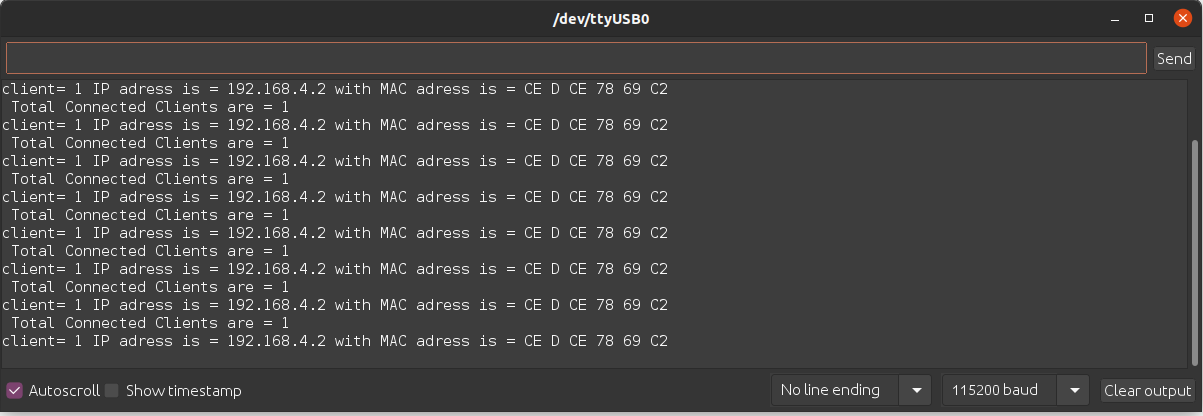 /dev/ttyUSB0
Send
client= 1 IP adress is = 192.168.4.2 with MAC adress is = CE D CE 78 69 C2
Total Connected Clients are = 1
client= 1 IP adress is = 192.168.4.2 with MAC adress is = CE D CE 78 69 C2
Total Connected Clients are = 1
client= 1 IP adress is = 192.168.4.2 with MAC adress is = CE D CE 78 69 C2
Total Connected Clients are = 1
client= 1 IP adress is = 192.168.4.2 with MAC adress is = CE D CE 78 69 C2
Total Connected Clients are = 1
client= 1 IP adress is = 192.168.4.2 with MAC adress is = CE D CE 78 69 C2
Total Connected Clients are = 1
client= 1 IP adress is = 192.168.4.2 with MAC adress is = CE D CE 78 69 C2
Total Connected Clients are = 1
client= 1 IP adress is = 192.168.4.2 with MAC adress is = CE D CE 78 69 C2
Total Connected Clients are = 1
client= 1 IP adress is = 192.168.4.2 with MAC adress is = CE D CE 78 69 C2
Autoscroll Show timestamp No line ending 115200 baud Clear output